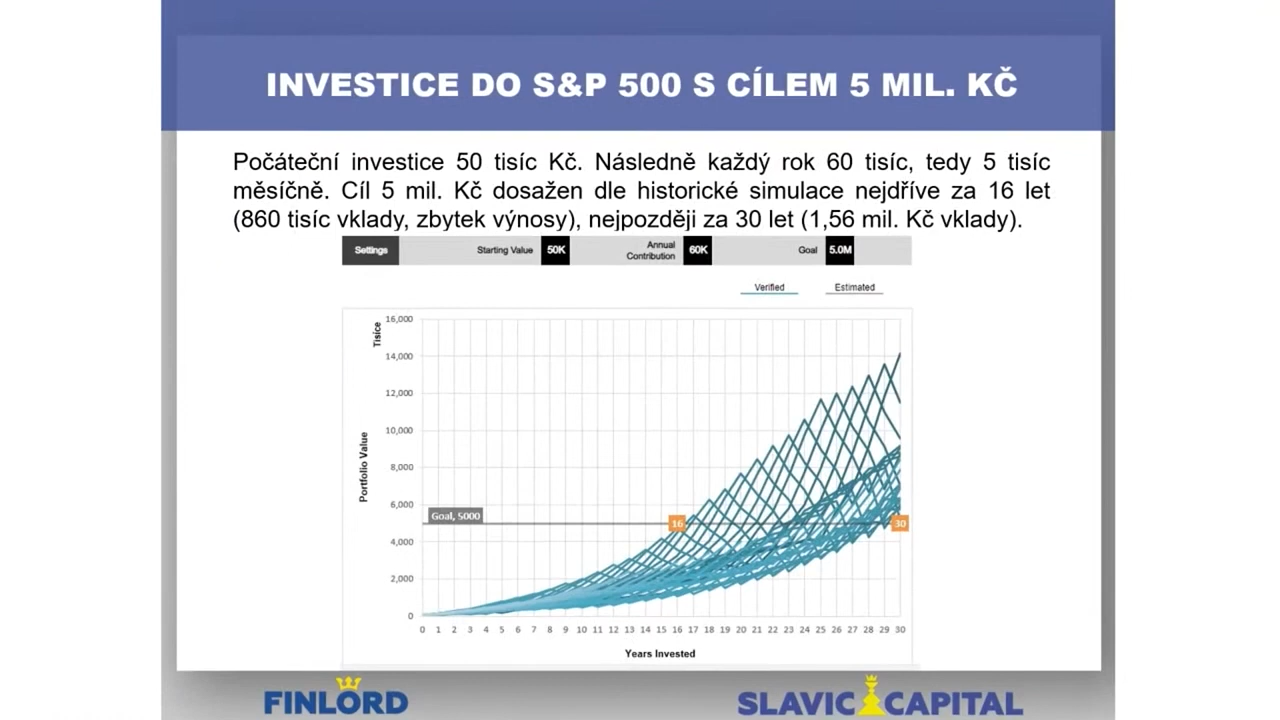 INVESTICE DO S&P 500 S CÍLEM 5 MIL. KČ
Počáteční investice 50 tisíc Kč. Následně každý rok 60 tisíc, tedy 5 tisíc
měsíčně. Cíl 5 mil. Kč dosažen dle historické simulace nejdříve za 16 let
(860 tisíc vklady, zbytek výnosy), nejpozději za 30 let (1,56 mil. Kč vklady).
Settings Starting Value 50K Annual Contribution 60K Goal 5.0M
Verified Estimated
Tisíce
Portfolio Value
16,000
14,000
12,000
10,000
8,000
6,000
4,000
2,000
0
Goal, 5000
16
30
0 1 2 3 4 5 6 7 8 9 10 11 12 13 14 15 16 17 18 19 20 21 22 23 24 25 26 27 28 29 30
Years Invested
FINLORD
SLAVIC CAPITAL